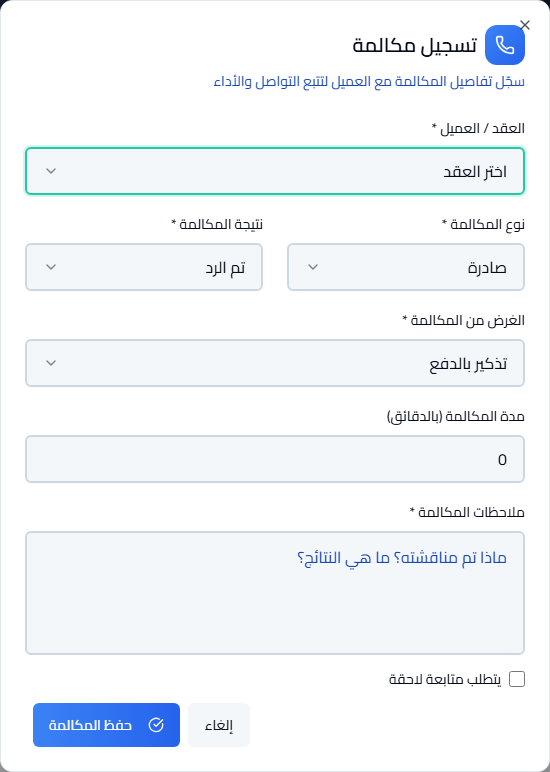 تسجيل مكالمة
سجّل تفاصيل المكالمة مع العميل لتتبع التواصل والأداء
العقد / العميل *
اختر العقد
نوع المكالمة *
نتيجة المكالمة *
صادرة
تم الرد
الغرض من المكالمة *
تذكير بالدفع
مدة المكالمة (بالدقائق)
0
ملاحظات المكالمة *
ماذا تم مناقشته؟ ما هي النتائج؟
يتطلب متابعة لاحقة
إلغاء
حفظ المكالمة